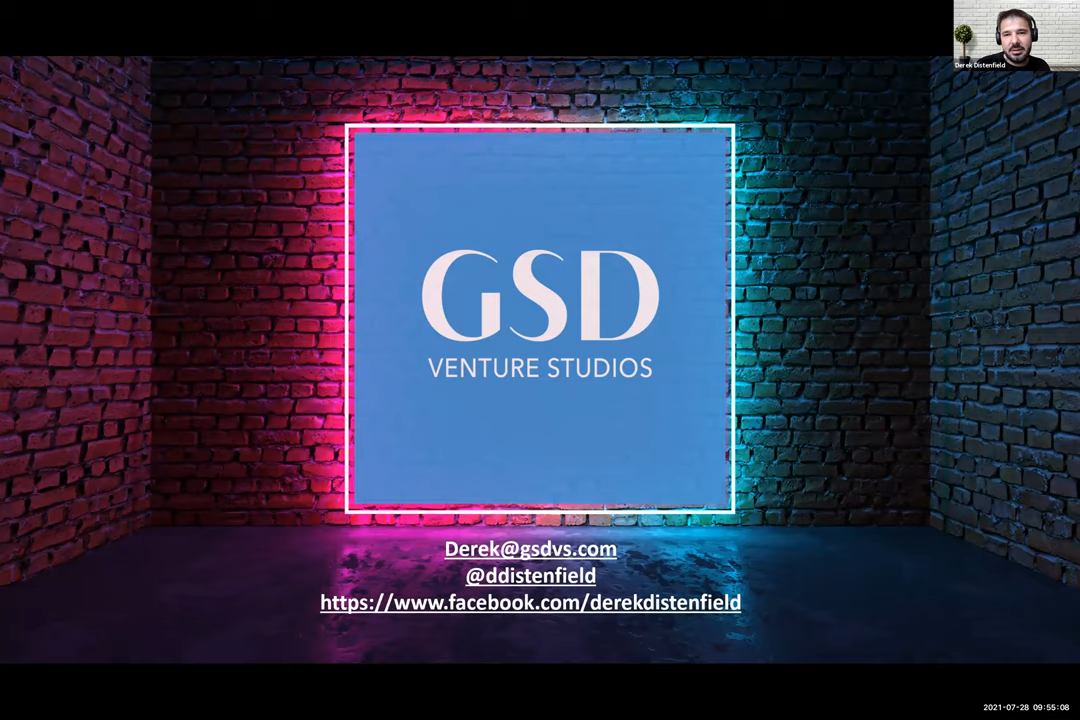 Derek Distenfield
GSD
VENTURE STUDIOS
Derek@gsdvs.com
@ddistenfield
https://www.facebook.com/derekdistenfield
2021-07-28 09:55:08